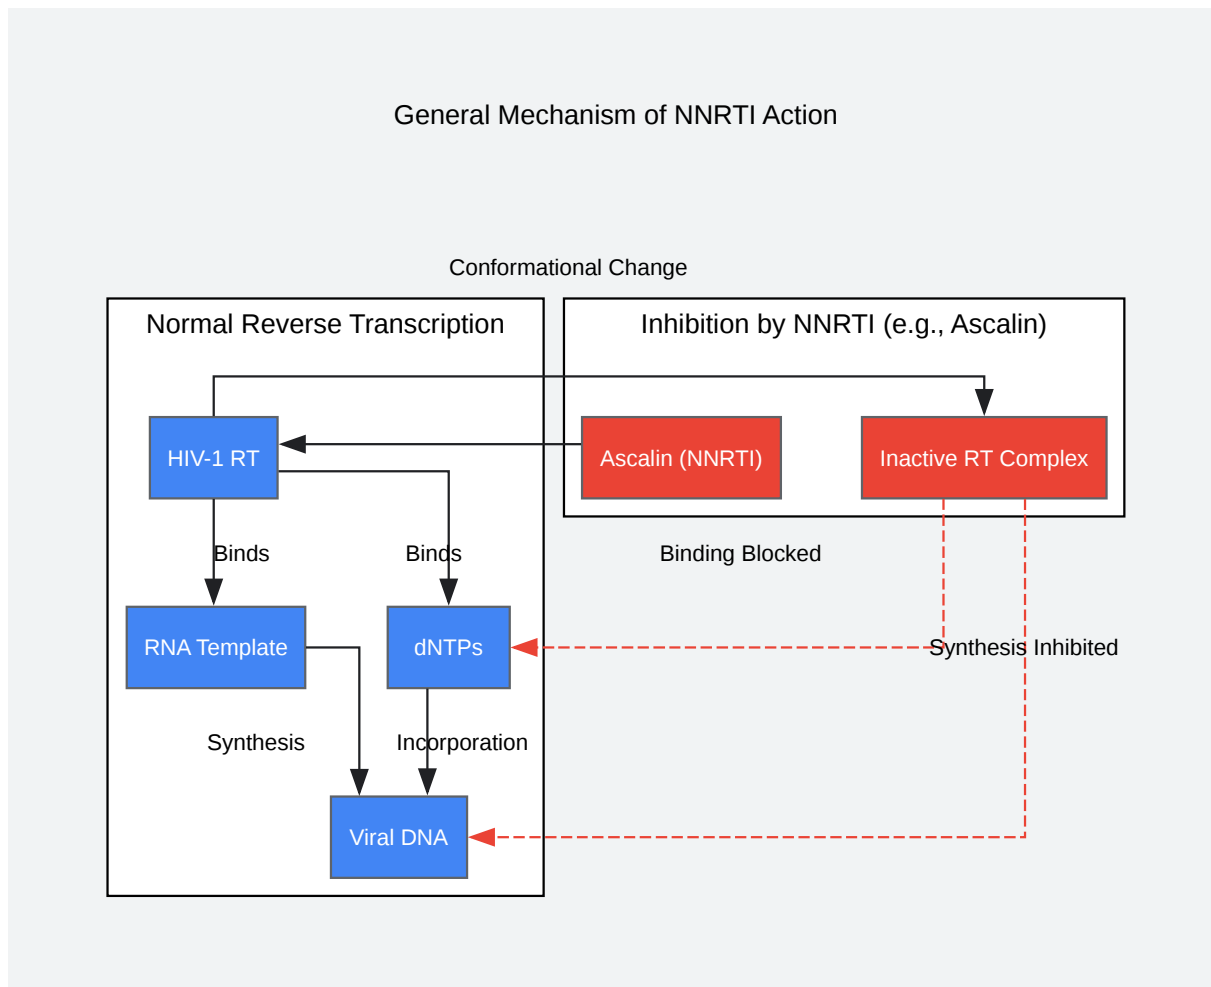 General Mechanism of NNRTI Action
Conformational Change
Normal Reverse Transcription
Inhibition by NNRTI (e.g., Ascalin)
HIV-1 RT
Ascalin (NNRTI)
Inactive RT Complex
Binds
Binds
Binding Blocked
RNA Template
dNTPs
Synthesis Inhibited
Synthesis
Incorporation
Viral DNA